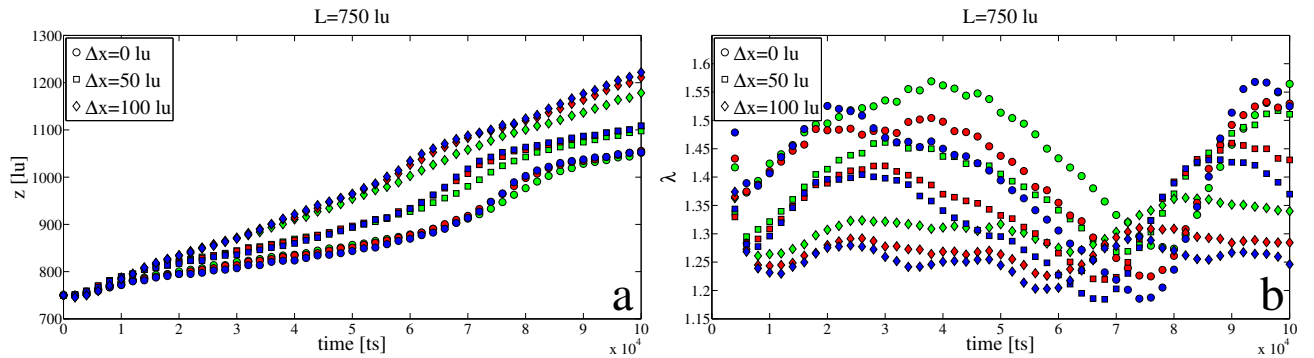 L=750 lu
1300
1200
1100
1000
900
800
700
z [lu]
Δx=0 lu
Δx=50 lu
Δx=100 lu
0 1 2 3 4 5 6 7 8 9 10
time [ts]
x 10^4
a
L=750 lu
1.65
1.6
1.55
1.5
1.45
1.4
1.35
1.3
1.25
1.2
1.15
λ
Δx=0 lu
Δx=50 lu
Δx=100 lu
0 1 2 3 4 5 6 7 8 9 10
time [ts]
x 10^4
b